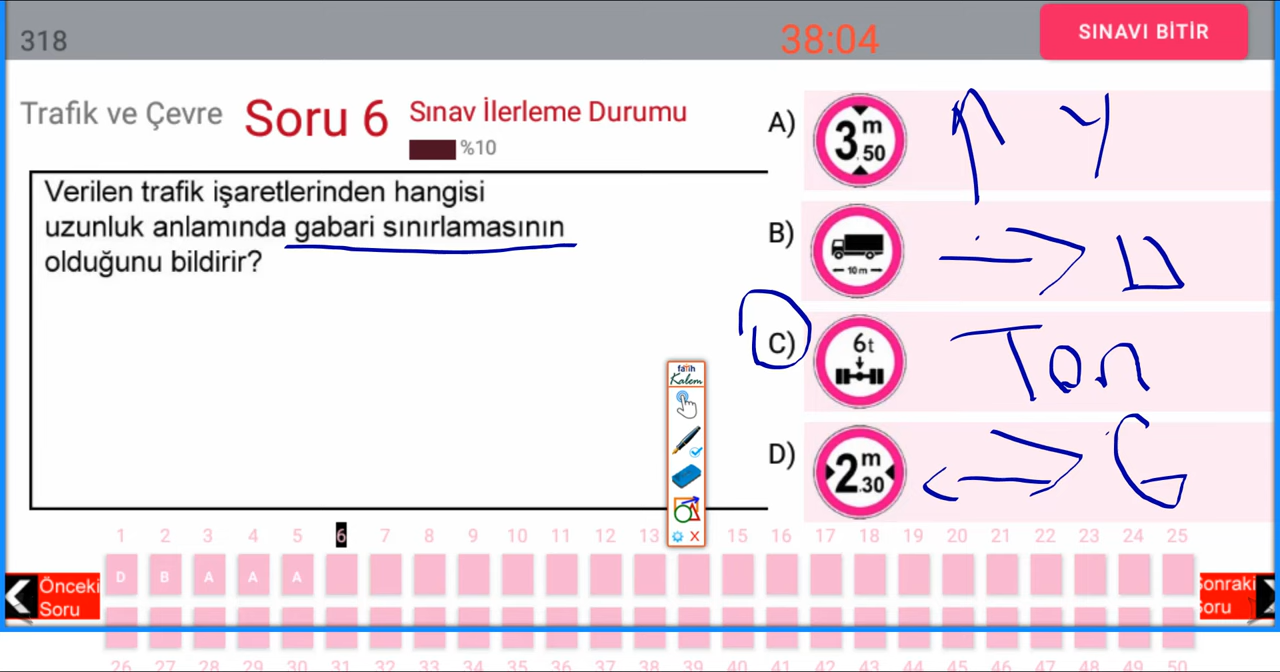 318
38:04
SINAVI BİTİR
Trafik ve Çevre
Soru 6
Sınav İlerleme Durumu
%10
Verilen trafik işaretlerinden hangisi
uzunluk anlamında gabari sınırlamasının
olduğunu bildirir?
A)
3 m .50
Y
B)
10 m
U
C)
6t
Ton
D)
2 m .30
G
fatih
Kalem
1 2 3 4 5 6 7 8 9 10 11 12 13 15 16 17 18 19 20 21 22 23 24 25
D B A A A
Önceki
Soru
Sonraki
Soru
26 27 28 29 30 31 32 33 34 35 36 37 38 39 40 41 42 43 44 45 46 47 48 49 50